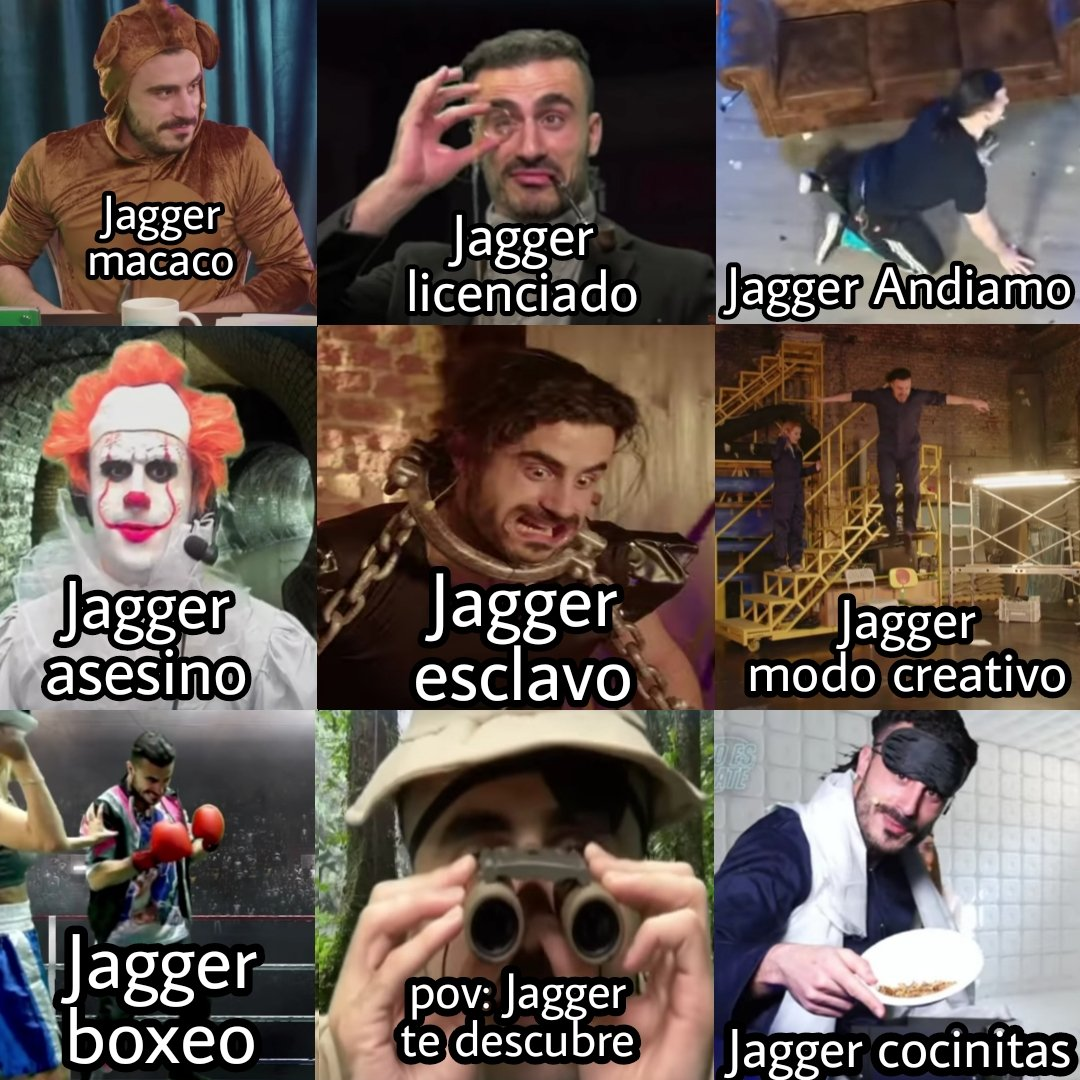 Jagger
macaco
Jagger
licenciado
Jagger Andiamo
Jagger
asesino
Jagger
esclavo
Jagger
modo creativo
Jagger
boxeo
pov: Jagger
te descubre
Jagger cocinitas